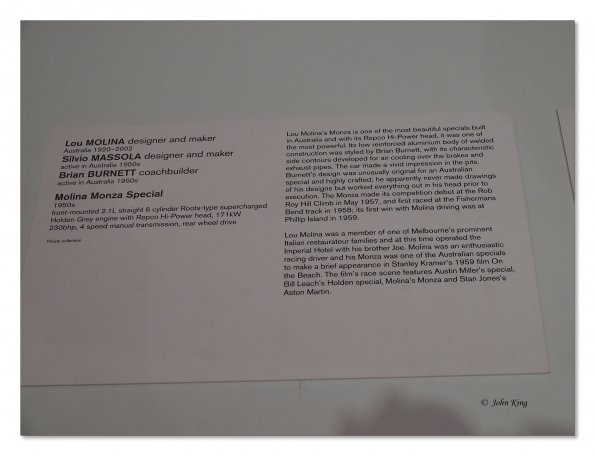 Lou MOLINA designer and maker
Australia 1920–2002
Silvio MASSOLA designer and maker
active in Australia 1950s
Brian BURNETT coachbuilder
active in Australia 1950s
Molina Monza Special
1950s
front-mounted 2.1L straight 6 cylinder Roots-type supercharged
Holden Grey engine with Repco Hi-Power head, 171kW
230bhp, 4 speed manual transmission, rear wheel drive
Private collection
Lou Molina's Monza is one of the most beautiful specials built
in Australia and with its Repco Hi-Power head, it was one of
the most powerful. Its low reinforced aluminium body of welded
construction was styled by Brian Burnett, with its characteristic
side contours developed for air cooling over the brakes and
exhaust pipes. The car made a vivid impression in the pits.
Burnett's design was unusually original for an Australian
special and highly crafted; he apparently never made drawings
of his designs but worked everything out in his head prior to
execution. The Monza made its competition debut at the Rob
Roy Hill Climb in May 1957, and first raced at the Fishermans
Bend track in 1958; its first win with Molina driving was at
Phillip Island in 1959.
Lou Molina was a member of one of Melbourne's prominent
Italian restaurateur families and at this time operated the
Imperial Hotel with his brother Joe. Molina was an enthusiastic
racing driver and his Monza was one of the Australian specials
to make a brief appearance in Stanley Kramer's 1959 film On
the Beach. The film's race scene features Austin Miller's special,
Bill Leach's Holden special, Molina's Monza and Stan Jones's
Aston Martin.
© John King